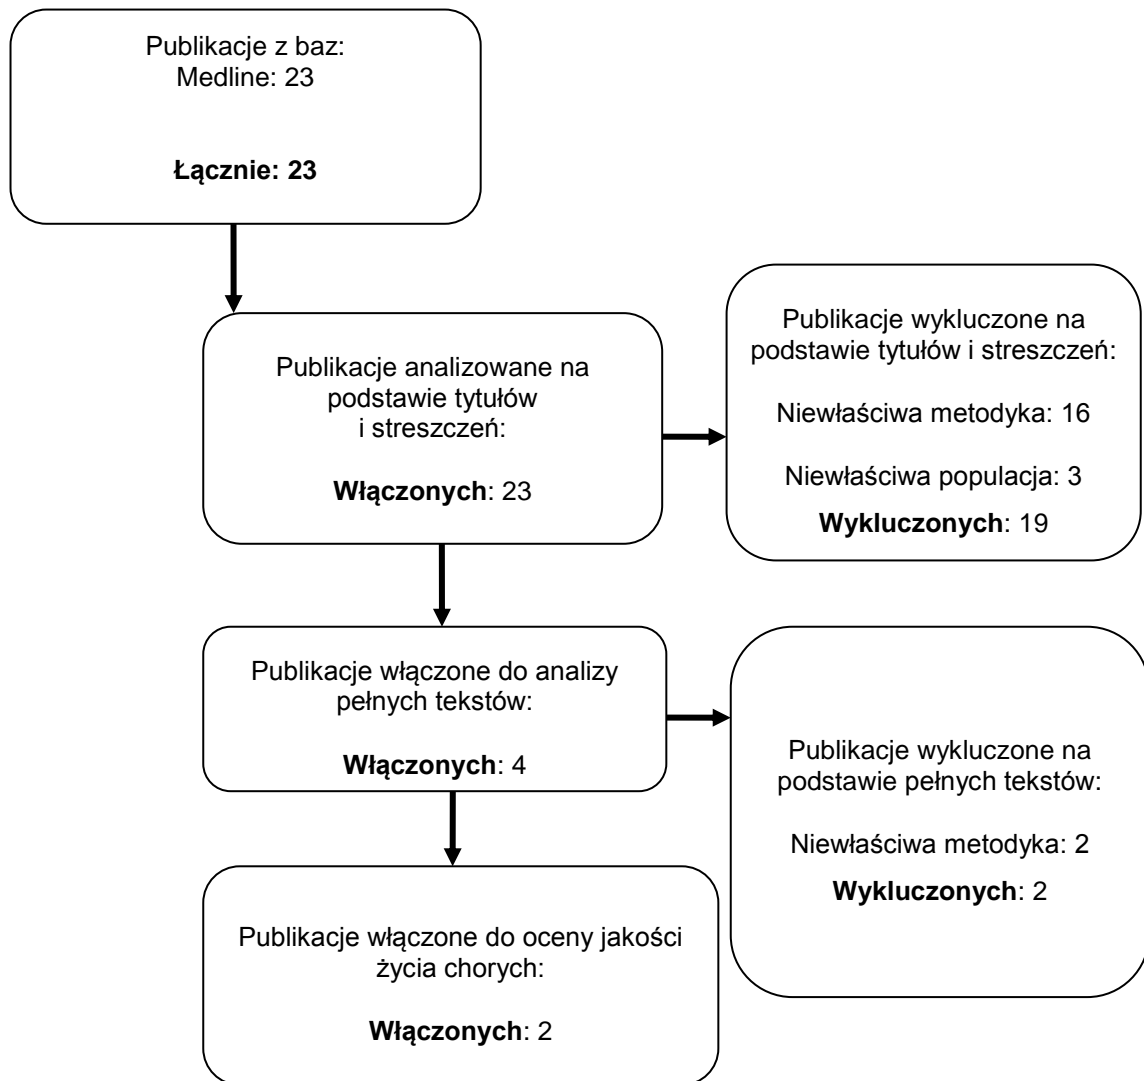 Publikacje z baz:
Medline: 23
Łącznie: 23
Publikacje analizowane na
podstawie tytułów
i streszczeń:
Włączonych: 23
Publikacje wykluczone na
podstawie tytułów i streszczeń:
Niewłaściwa metodyka: 16
Niewłaściwa populacja: 3
Wykluczonych: 19
Publikacje włączone do analizy
pełnych tekstów:
Włączonych: 4
Publikacje wykluczone na
podstawie pełnych tekstów:
Niewłaściwa metodyka: 2
Wykluczonych: 2
Publikacje włączone do oceny jakości
życia chorych:
Włączonych: 2